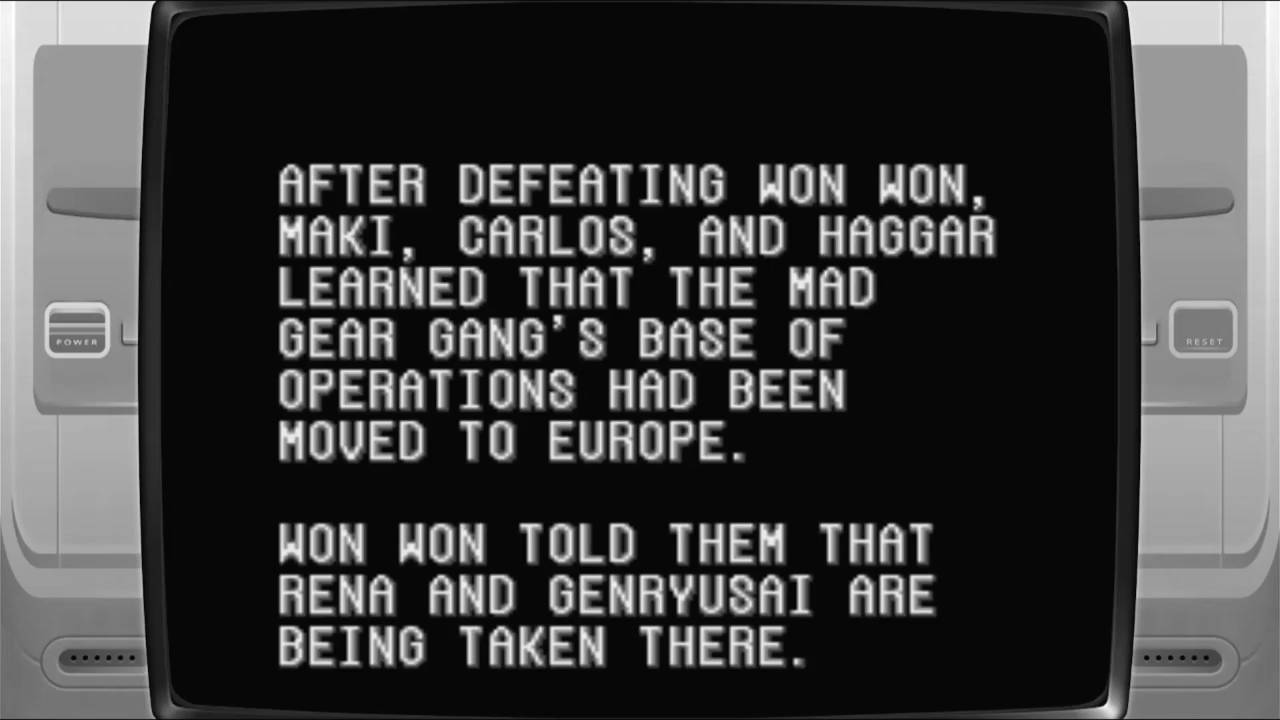 AFTER DEFEATING WON WON,
MAKI, CARLOS, AND HAGGAR
LEARNED THAT THE MAD
GEAR GANG'S BASE OF
OPERATIONS HAD BEEN
MOVED TO EUROPE.
WON WON TOLD THEM THAT
RENA AND GENRYUSAI ARE
BEING TAKEN THERE.
POWER
RESET